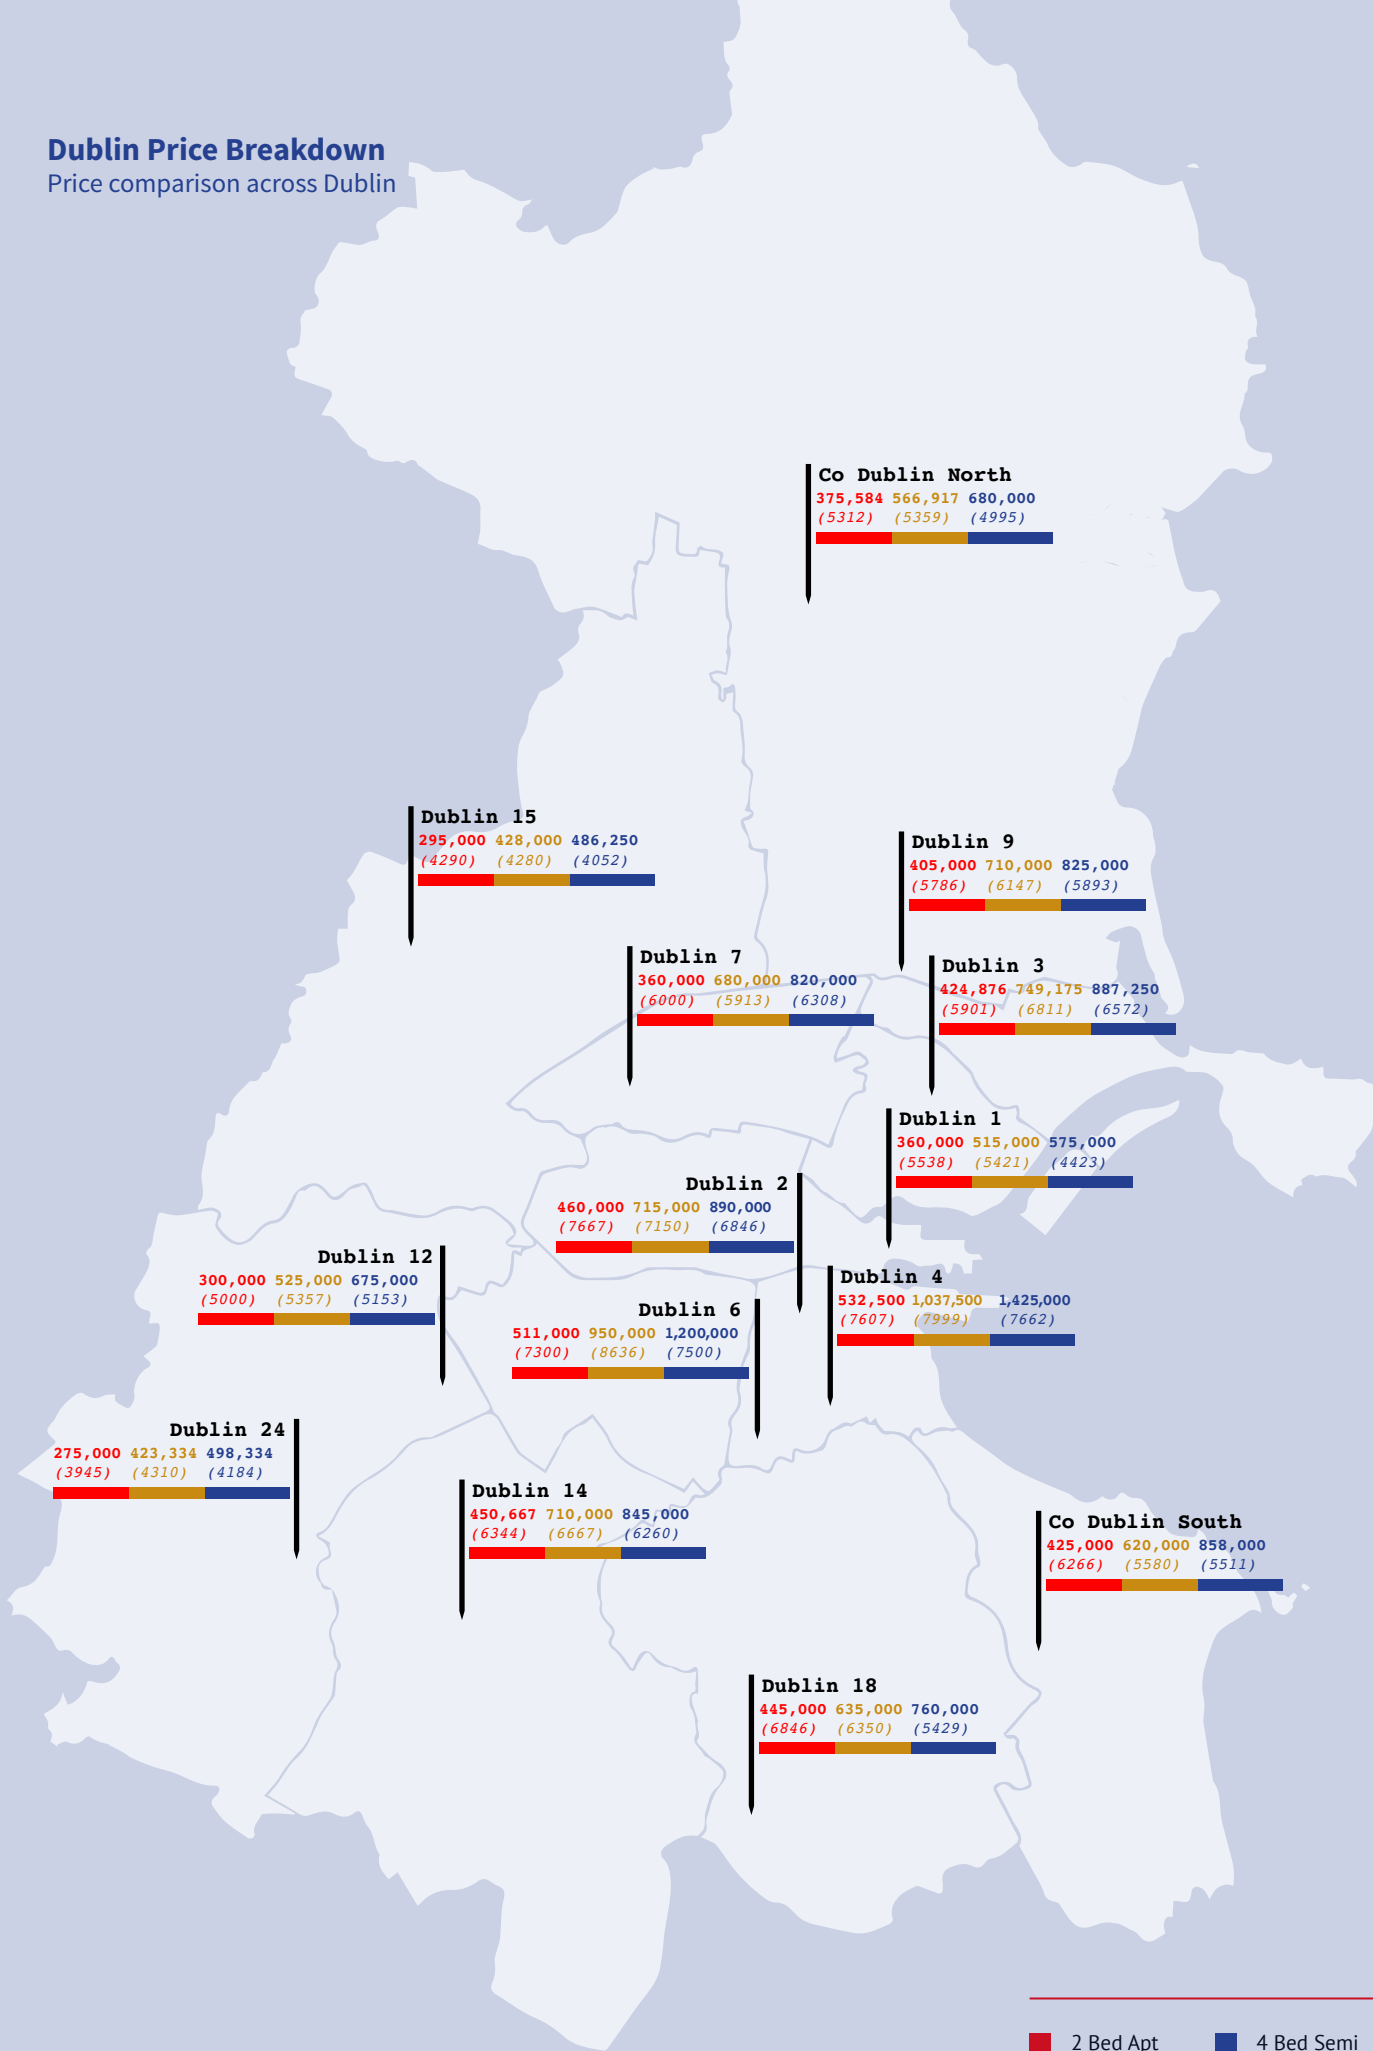 Dublin Price Breakdown
Price comparison across Dublin
Co Dublin North
375,584 566,917 680,000
(5312) (5359) (4995)
Dublin 15
295,000 428,000 486,250
(4290) (4280) (4052)
Dublin 9
405,000 710,000 825,000
(5786) (6147) (5893)
Dublin 7
360,000 680,000 820,000
(6000) (5913) (6308)
Dublin 3
424,876 749,175 887,250
(5901) (6811) (6572)
Dublin 1
360,000 515,000 575,000
(5538) (5421) (4423)
Dublin 2
460,000 715,000 890,000
(7667) (7150) (6846)
Dublin 12
300,000 525,000 675,000
(5000) (5357) (5153)
Dublin 4
532,500 1,037,500 1,425,000
(7607) (7999) (7662)
Dublin 6
511,000 950,000 1,200,000
(7300) (8636) (7500)
Dublin 24
275,000 423,334 498,334
(3945) (4310) (4184)
Dublin 14
450,667 710,000 845,000
(6344) (6667) (6260)
Co Dublin South
425,000 620,000 858,000
(6266) (5580) (5511)
Dublin 18
445,000 635,000 760,000
(6846) (6350) (5429)
2 Bed Apt 4 Bed Semi